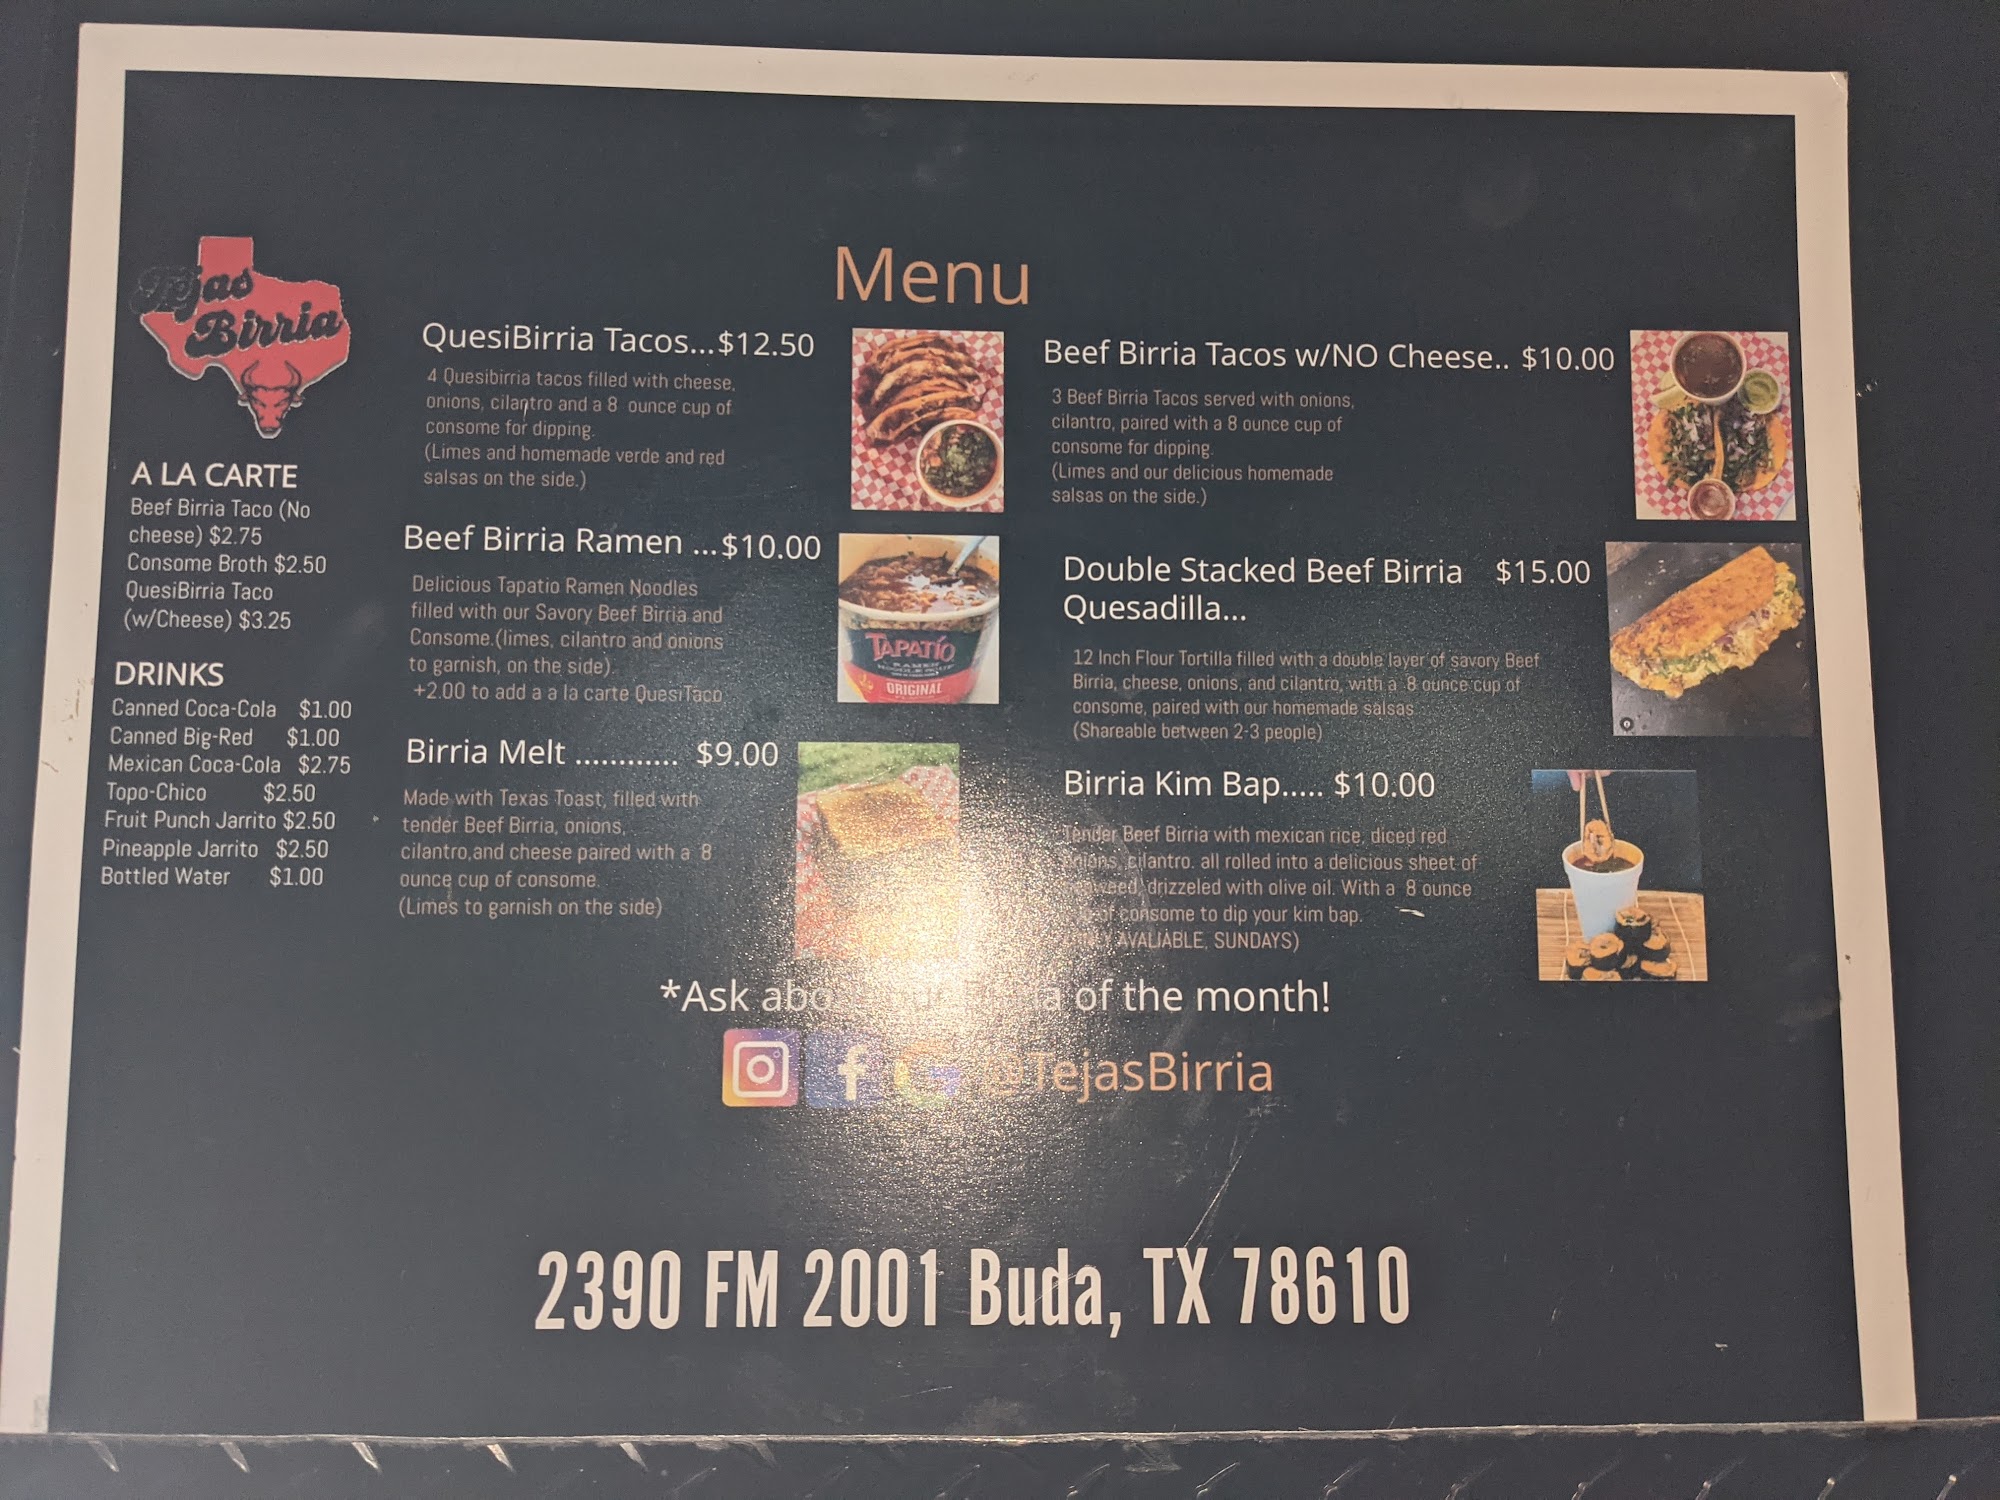 Tejas
Birria
A LA CARTE
Beef Birria Taco (No
cheese) $2.75
Consome Broth $2.50
QuesiBirria Taco
(w/Cheese) $3.25
DRINKS
Canned Coca-Cola $1.00
Canned Big-Red $1.00
Mexican Coca-Cola $2.75
Topo-Chico $2.50
Fruit Punch Jarrito $2.50
Pineapple Jarrito $2.50
Bottled Water $1.00
Menu
QuesiBirria Tacos...$12.50
4 Quesibirria tacos filled with cheese,
onions, cilantro and a 8 ounce cup of
consome for dipping.
(Limes and homemade verde and red
salsas on the side.)
Beef Birria Ramen ...$10.00
Delicious Tapatio Ramen Noodles
filled with our Savory Beef Birria and
Consome.(limes, cilantro and onions
to garnish, on the side).
+2.00 to add a a la carte QuesiTaco
TAPATÍO
RAMEN
NOODLE SOUP
ORIGINAL
Birria Melt ............ $9.00
Made with Texas Toast, filled with
tender Beef Birria, onions,
cilantro,and cheese paired with a 8
ounce cup of consome.
(Limes to garnish on the side)
Beef Birria Tacos w/NO Cheese.. $10.00
3 Beef Birria Tacos served with onions,
cilantro, paired with a 8 ounce cup of
consome for dipping.
(Limes and our delicious homemade
salsas on the side.)
Double Stacked Beef Birria $15.00
Quesadilla...
12 Inch Flour Tortilla filled with a double layer of savory Beef
Birria, cheese, onions, and cilantro, with a 8 ounce cup of
consome, paired with our homemade salsas
(Shareable between 2-3 people)
Birria Kim Bap..... $10.00
Tender Beef Birria with mexican rice, diced red
onions, cilantro. all rolled into a delicious sheet of
seaweed, drizzeled with olive oil. With a 8 ounce
of consome to dip your kim bap.
AVALIABLE, SUNDAYS)
*Ask of the month!
@TejasBirria
2390 FM 2001 Buda, TX 78610